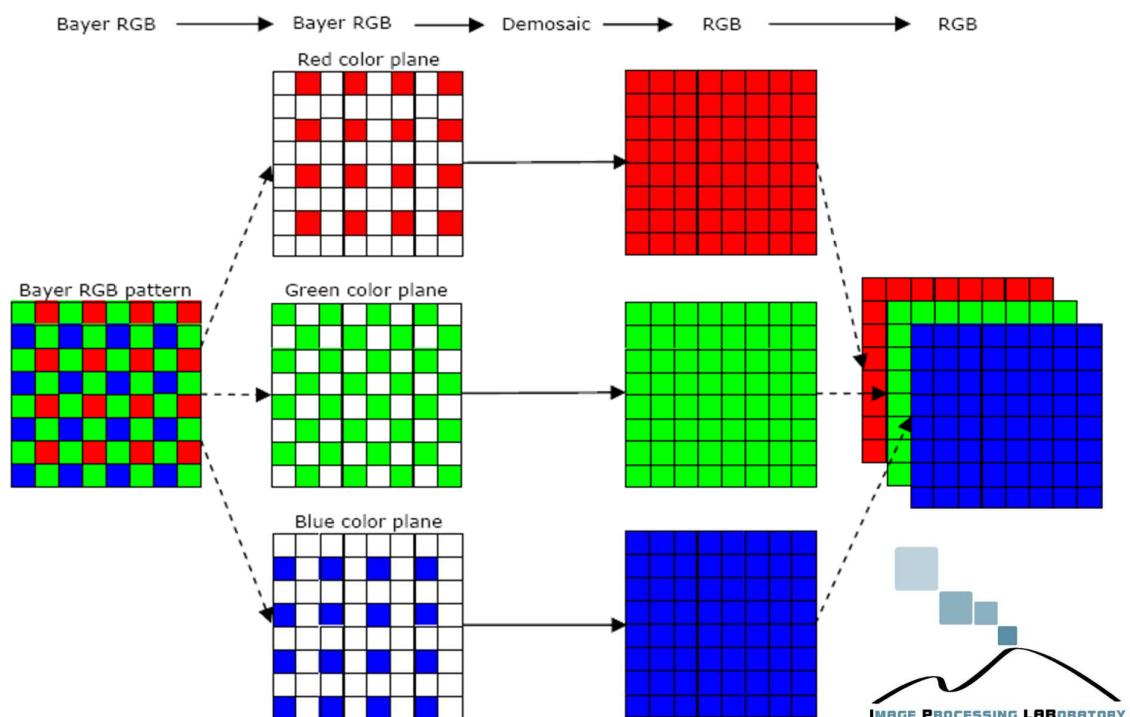 Bayer RGB Bayer RGB Demosaic RGB RGB
Red color plane
Bayer RGB pattern
Green color plane
Blue color plane
IMAGE PROCESSING LABORATORY